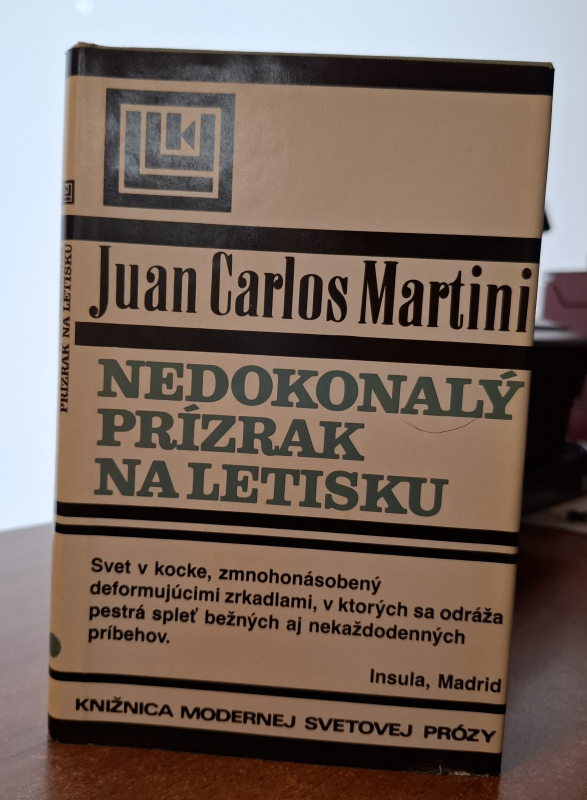 Juan Carlos Martini
NEDOKONALÝ
PRÍZRAK
NA LETISKU
Svet v kocke, zmnohonásobený
deformujúcimi zrkadlami, v ktorých sa odráža
pestrá spleť bežných aj nekaždodenných
príbehov.
Insula, Madrid
KNIŽNICA MODERNEJ SVETOVEJ PRÓZY
PRÍZRAK NA LETISKU